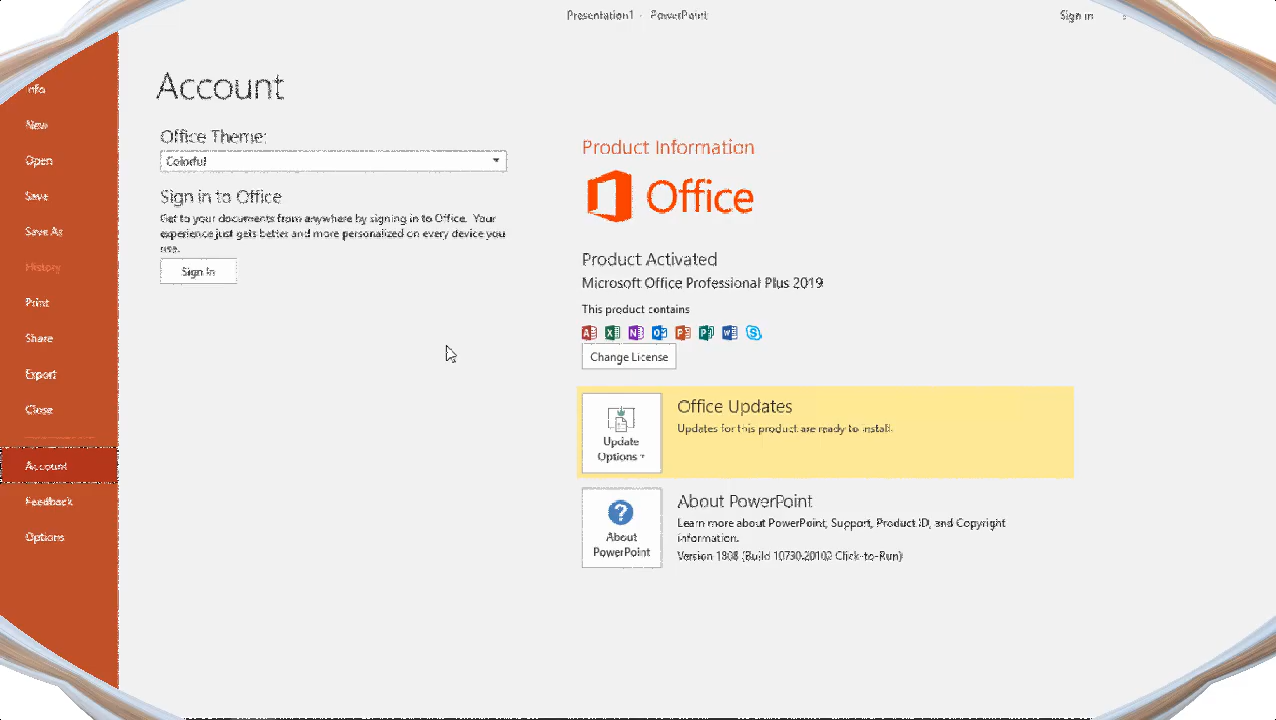 Presentation1 - PowerPoint
Sign in
Info
New
Open
Save
Save As
History
Print
Share
Export
Close
Account
Feedback
Options
Account
Office Theme:
Colorful
Sign in to Office
Get to your documents from anywhere by signing in to Office. Your
experience just gets better and more personalized on every device you
use.
Sign In
Product Information
Office
Product Activated
Microsoft Office Professional Plus 2019
This product contains
Change License
Update
Options
Office Updates
Updates for this product are ready to install.
About
PowerPoint
About PowerPoint
Learn more about PowerPoint, Support, Product ID, and Copyright
information.
Version 1808 (Build 10730.20102 Click-to-Run)